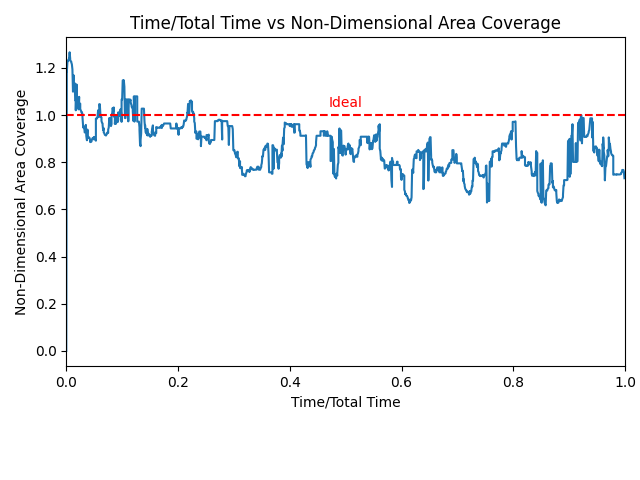 Time/Total Time vs Non-Dimensional Area Coverage
Non-Dimensional Area Coverage
1.2
1.0
0.8
0.6
0.4
0.2
0.0
Ideal
0.0 0.2 0.4 0.6 0.8 1.0
Time/Total Time